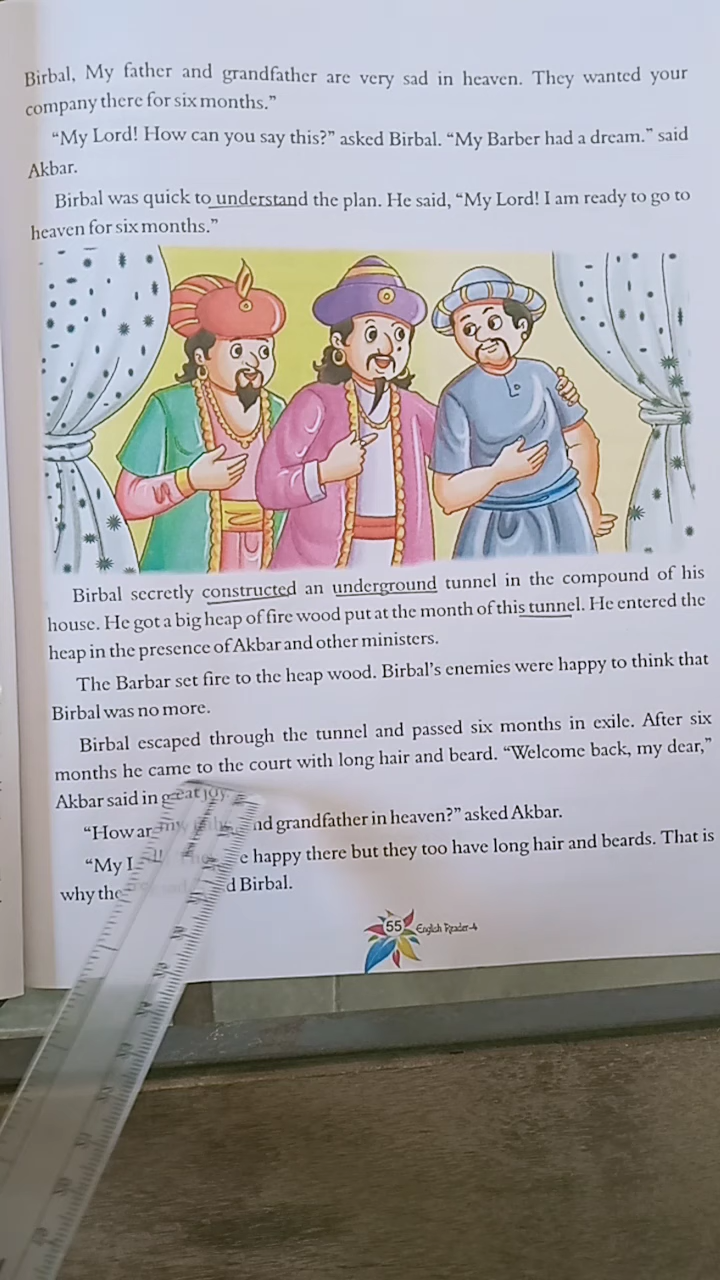 Birbal, My father and grandfather are very sad in heaven. They wanted your
company there for six months."
"My Lord! How can you say this?" asked Birbal. "My Barber had a dream." said
Akbar.
Birbal was quick to understand the plan. He said, "My Lord! I am ready to go to
heaven for six months."
Birbal secretly constructed an underground tunnel in the compound of his
house. He got a big heap of fire wood put at the month of this tunnel. He entered the
heap in the presence of Akbar and other ministers.
The Barbar set fire to the heap wood. Birbal's enemies were happy to think that
Birbal was no more.
Birbal escaped through the tunnel and passed six months in exile. After six
months he came to the court with long hair and beard. "Welcome back, my dear,"
Akbar said in great joy.
"How are my and grandfather in heaven?" asked Akbar.
"My happy there but they too have long hair and beards. That is
why Birbal.
55 English Reader-4